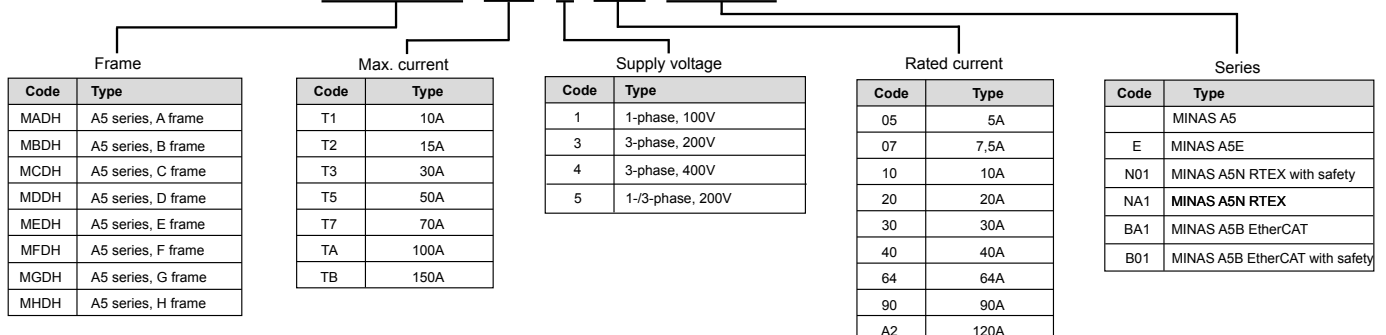 Frame
Code Type
MADH A5 series, A frame
MBDH A5 series, B frame
MCDH A5 series, C frame
MDDH A5 series, D frame
MEDH A5 series, E frame
MFDH A5 series, F frame
MGDH A5 series, G frame
MHDH A5 series, H frame
Max. current
Code Type
T1 10A
T2 15A
T3 30A
T5 50A
T7 70A
TA 100A
TB 150A
Supply voltage
Code Type
1 1-phase, 100V
3 3-phase, 200V
4 3-phase, 400V
5 1-/3-phase, 200V
Rated current
Code Type
05 5A
07 7,5A
10 10A
20 20A
30 30A
40 40A
64 64A
90 90A
A2 120A
Series
Code Type
MINAS A5
E MINAS A5E
N01 MINAS A5N RTEX with safety
NA1 MINAS A5N RTEX
BA1 MINAS A5B EtherCAT
B01 MINAS A5B EtherCAT with safety